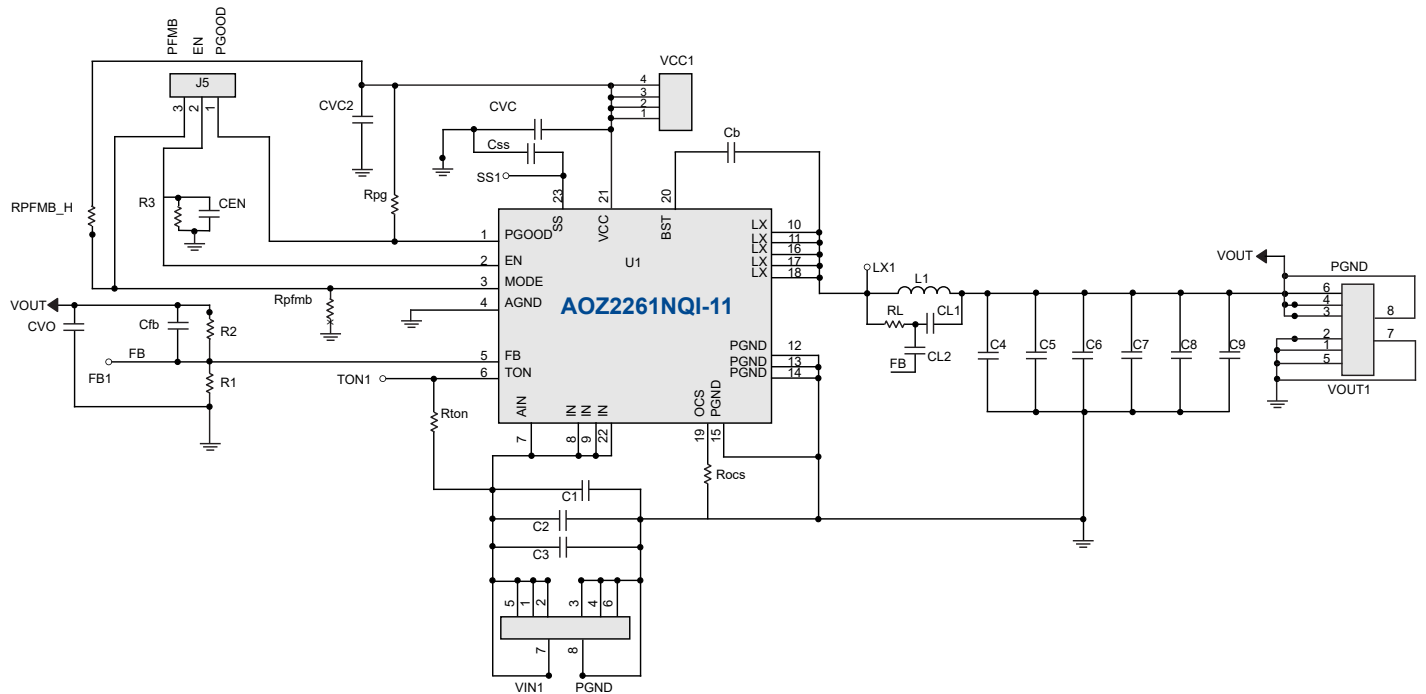 PFMB
EN
PGOOD
J5
3
2
1
CVC2
CVC
VCC1
4
3
2
1
Css
SS1
Cb
R3
CEN
RPFMB_H
Rpg
23
21
20
SS
VCC
BST
U1
AOZ2261NQI-11
1
PGOOD
2
EN
3
MODE
4
AGND
5
FB
6
TON
LX
10
LX
11
LX
16
LX
17
LX
18
PGND
12
PGND
13
PGND
14
AIN
IN
IN
IN
OCS
PGND
7
8
9
22
19
15
Rpfmb
VOUT
CVO
Cfb
R2
FB
FB1
R1
TON1
Rton
Rocs
C1
C2
C3
5
1
2
3
4
6
7
8
VIN1
PGND
LX1
L1
RL
CL1
CL2
FB
C4
C5
C6
C7
C8
C9
VOUT
PGND
6
4
3
2
1
5
8
7
VOUT1